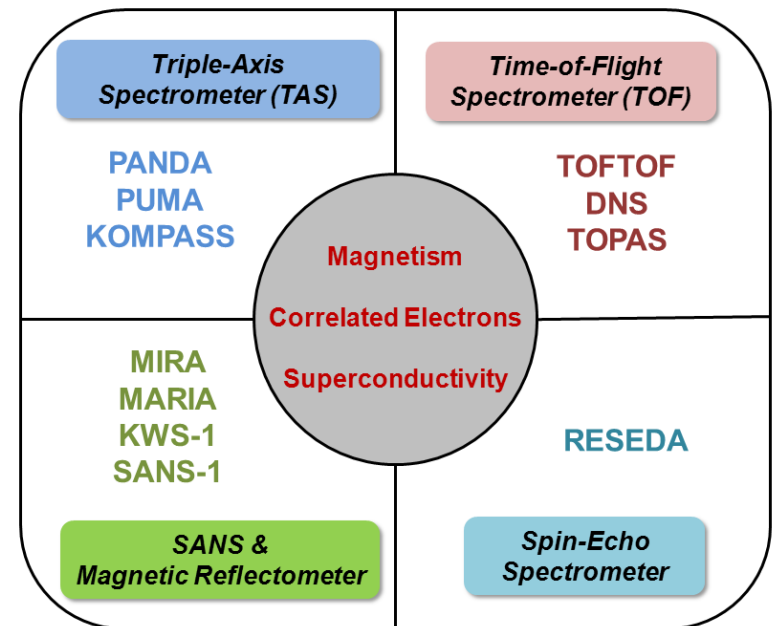 Triple-Axis
Spectrometer (TAS)
Time-of-Flight
Spectrometer (TOF)
PANDA
PUMA
KOMPASS
TOFTOF
DNS
TOPAS
Magnetism
Correlated Electrons
Superconductivity
MIRA
MARIA
KWS-1
SANS-1
RESEDA
SANS &
Magnetic Reflectometer
Spin-Echo
Spectrometer